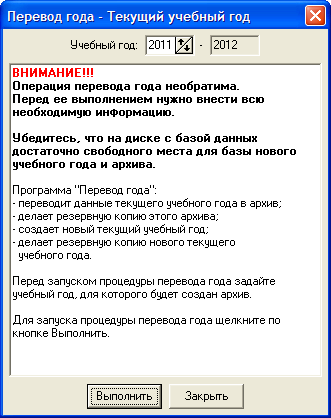 Перевод года - Текущий учебный год
Учебный год: 2011 - 2012
ВНИМАНИЕ!!!
Операция перевода года необратима.
Перед ее выполнением нужно внести всю
необходимую информацию.
Убедитесь, что на диске с базой данных
достаточно свободного места для базы нового
учебного года и архива.
Программа "Перевод года":
- переводит данные текущего учебного года в архив;
- делает резервную копию этого архива;
- создает новый текущий учебный год;
- делает резервную копию нового текущего
учебного года.
Перед запуском процедуры перевода года задайте
учебный год, для которого будет создан архив.
Для запуска процедуры перевода года щелкните по
кнопке Выполнить.
Выполнить Закрыть